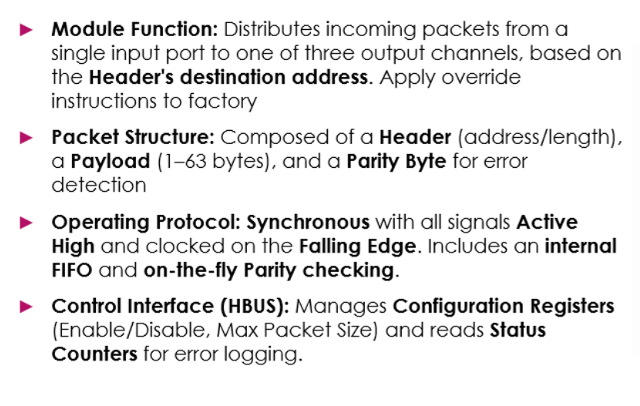 Module Function: Distributes incoming packets from a
single input port to one of three output channels, based on
the Header's destination address. Apply override
instructions to factory
Packet Structure: Composed of a Header (address/length),
a Payload (1–63 bytes), and a Parity Byte for error
detection
Operating Protocol: Synchronous with all signals Active
High and clocked on the Falling Edge. Includes an internal
FIFO and on-the-fly Parity checking.
Control Interface (HBUS): Manages Configuration Registers
(Enable/Disable, Max Packet Size) and reads Status
Counters for error logging.